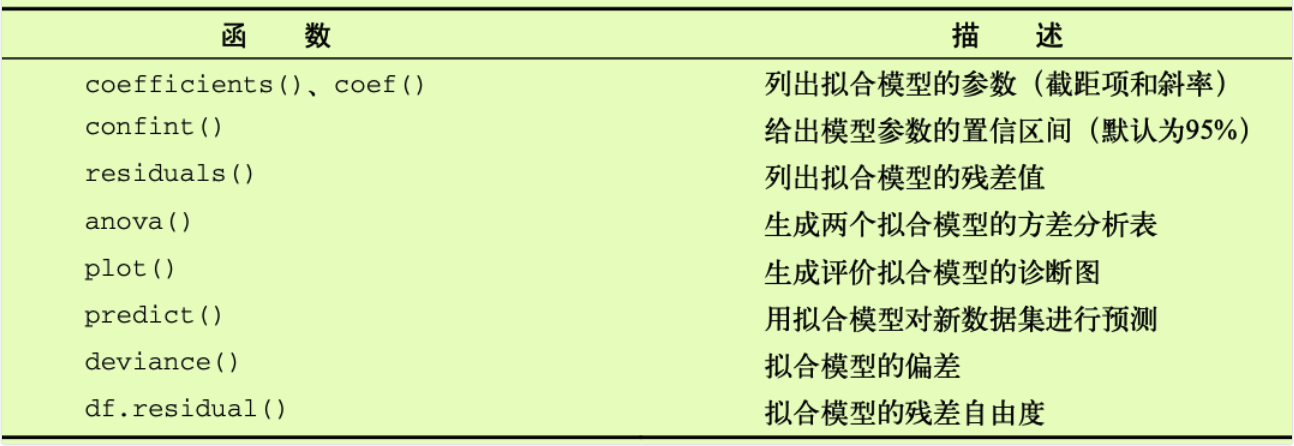 函 数 描 述
coefficients()、coef() 列出拟合模型的参数（截距项和斜率）
confint() 给出模型参数的置信区间（默认为95%）
residuals() 列出拟合模型的残差值
anova() 生成两个拟合模型的方差分析表
plot() 生成评价拟合模型的诊断图
predict() 用拟合模型对新数据集进行预测
deviance() 拟合模型的偏差
df.residual() 拟合模型的残差自由度